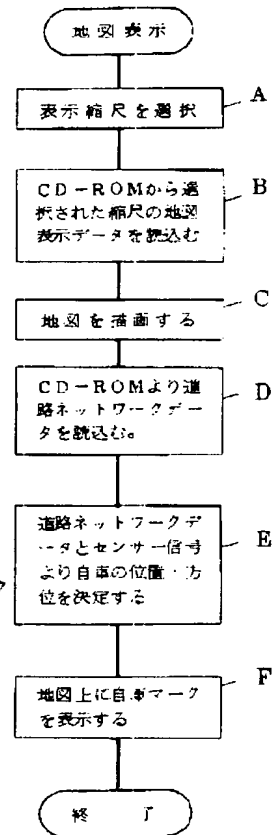 地図表示
A
表示縮尺を選択
B
CD－ROMから選
択された縮尺の地図
表示データを読込む
C
地図を描画する
D
CD－ROMより道
路ネットワークデー
タを読込む。
E
道路ネットワークデ
ータとセンサー信号
より自車の位置・方
位を決定する
F
地図上に自車マーク
を表示する
終了